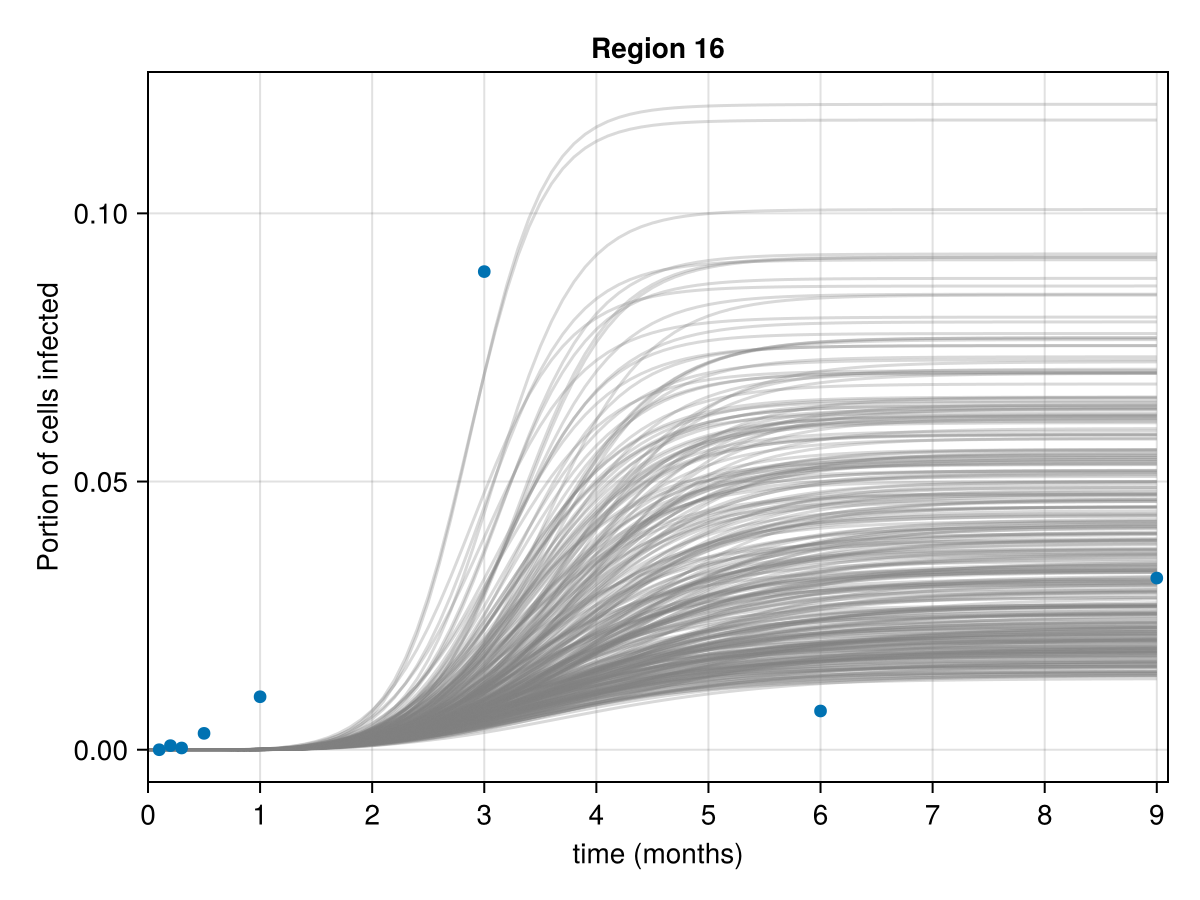 Region 16
Portion of cells infected
0.10
0.05
0.00
0 1 2 3 4 5 6 7 8 9
time (months)